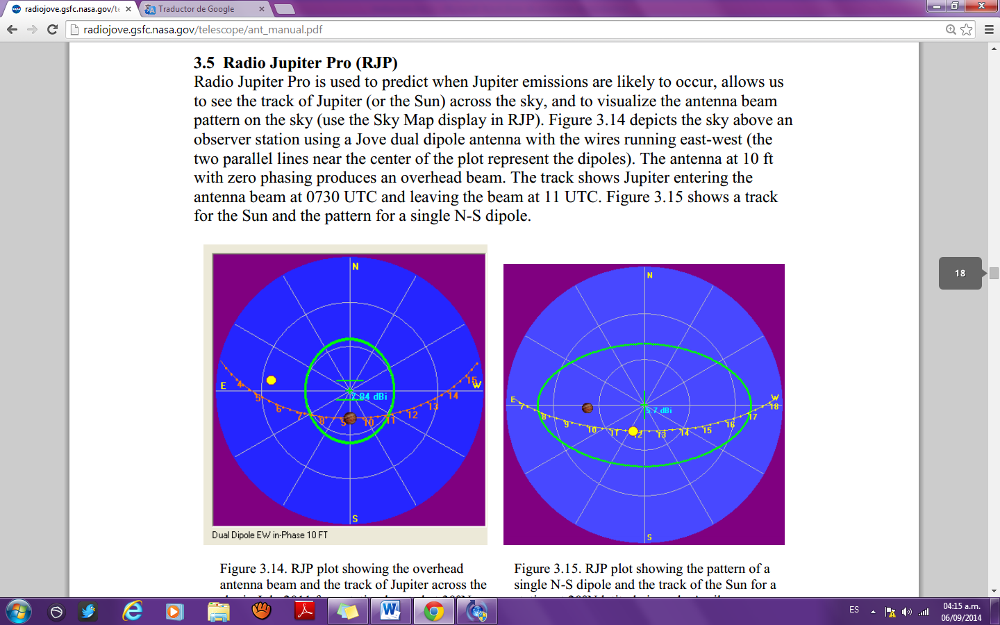 radiojove.gsfc.nasa.gov/te
Traductor de Google
radiojove.gsfc.nasa.gov/telescope/ant_manual.pdf
3.5 Radio Jupiter Pro (RJP)
Radio Jupiter Pro is used to predict when Jupiter emissions are likely to occur, allows us
to see the track of Jupiter (or the Sun) across the sky, and to visualize the antenna beam
pattern on the sky (use the Sky Map display in RJP). Figure 3.14 depicts the sky above an
observer station using a Jove dual dipole antenna with the wires running east-west (the
two parallel lines near the center of the plot represent the dipoles). The antenna at 10 ft
with zero phasing produces an overhead beam. The track shows Jupiter entering the
antenna beam at 0730 UTC and leaving the beam at 11 UTC. Figure 3.15 shows a track
for the Sun and the pattern for a single N-S dipole.
18
N
E
W
4 5 6 7 8 9 10 11 12 13 14 15
7.84 dBi
S
Dual Dipole EW in-Phase 10 FT
N
E
W
7 8 9 10 11 12 13 14 15 16 17 18
5.7 dBi
S
Figure 3.14. RJP plot showing the overhead
antenna beam and the track of Jupiter across the
Figure 3.15. RJP plot showing the pattern of a
single N-S dipole and the track of the Sun for a
ES
04:15 a.m.
06/09/2014